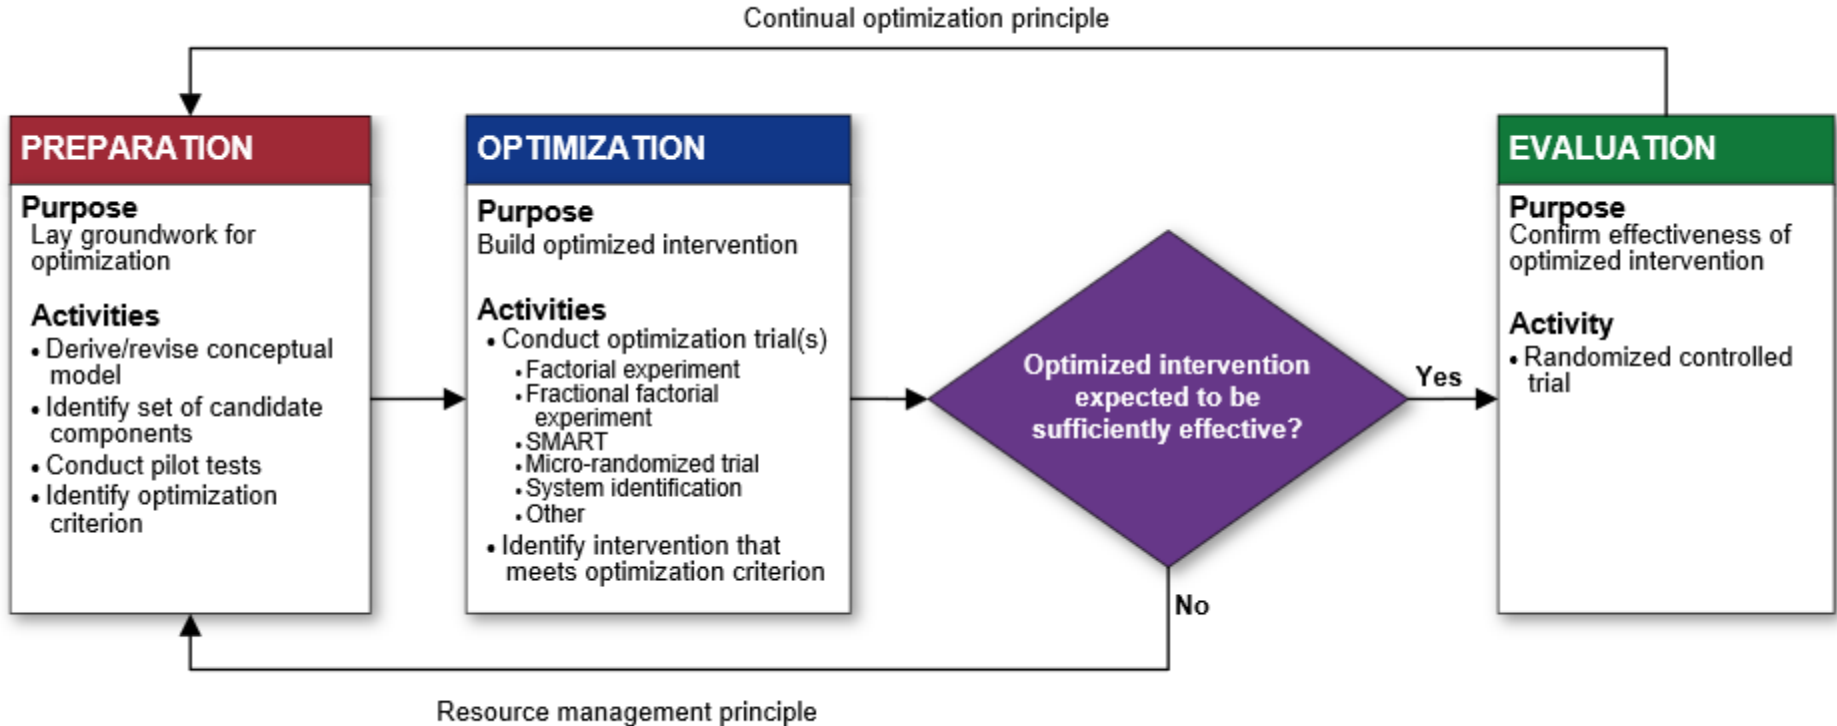 Continual optimization principle
PREPARATION
Purpose
Lay groundwork for
optimization
Activities
• Derive/revise conceptual
model
• Identify set of candidate
components
• Conduct pilot tests
• Identify optimization
criterion
OPTIMIZATION
Purpose
Build optimized intervention
Activities
• Conduct optimization trial(s)
• Factorial experiment
• Fractional factorial
experiment
• SMART
• Micro-randomized trial
• System identification
• Other
• Identify intervention that
meets optimization criterion
Optimized intervention
expected to be
sufficiently effective?
Yes
No
EVALUATION
Purpose
Confirm effectiveness of
optimized intervention
Activity
• Randomized controlled
trial
Resource management principle